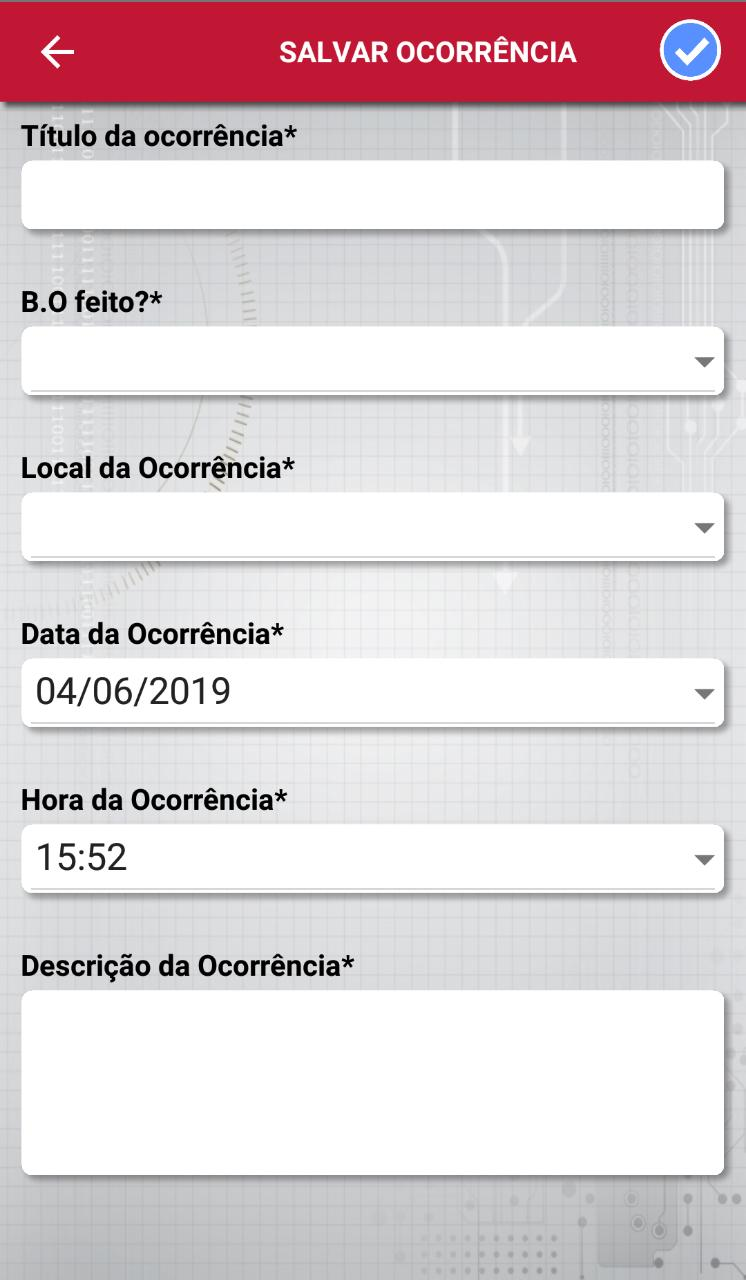 SALVAR OCORRÊNCIA
Título da ocorrência*
B.O feito?*
Local da Ocorrência*
Data da Ocorrência*
04/06/2019
Hora da Ocorrência*
15:52
Descrição da Ocorrência*